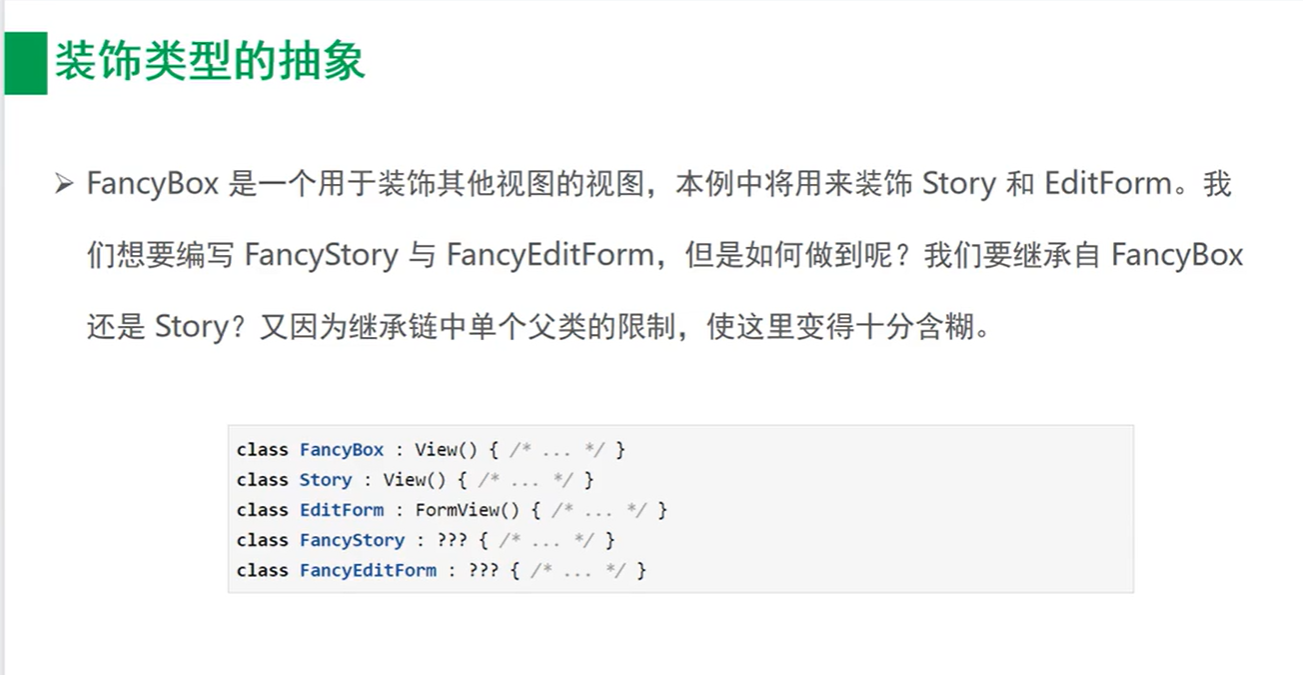 装饰类型的抽象
➢ FancyBox 是一个用于装饰其他视图的视图，本例中将用来装饰 Story 和 EditForm。我
们想要编写 FancyStory 与 FancyEditForm，但是如何做到呢？我们要继承自 FancyBox
还是 Story？又因为继承链中单个父类的限制，使这里变得十分含糊。
class FancyBox : View() { /* ... */ }
class Story : View() { /* ... */ }
class EditForm : FormView() { /* ... */ }
class FancyStory : ??? { /* ... */ }
class FancyEditForm : ??? { /* ... */ }